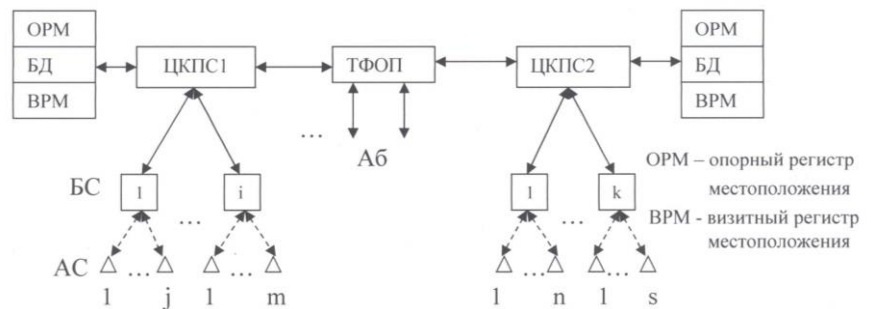 ОРМ
БД
ВРМ
ЦКПС1
ТФОП
ЦКПС2
ОРМ
БД
ВРМ
...
Аб
БС
1
...
i
1
...
k
ОРМ – опорный регистр
местоположения
ВРМ - визитный регистр
местоположения
АС
...
...
...
...
1
j
1
m
1
n
1
s